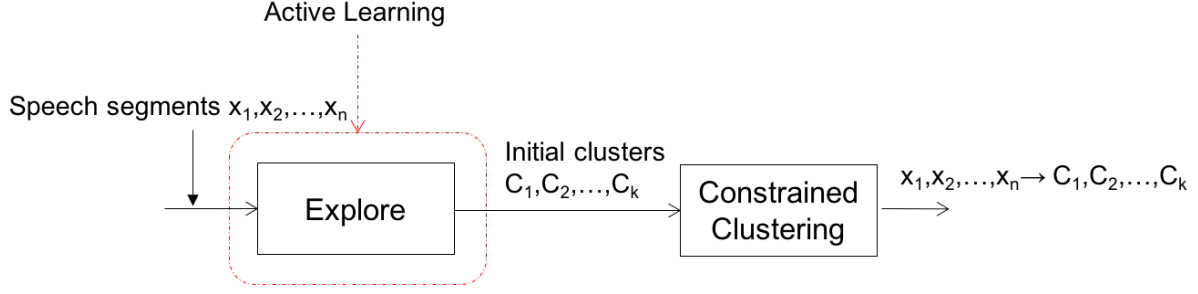 Active Learning
Speech segments x₁,x₂,…,xₙ
Initial clusters
C₁,C₂,…,Cₖ
Explore
Constrained
Clustering
x₁,x₂,…,xₙ→ C₁,C₂,…,Cₖ